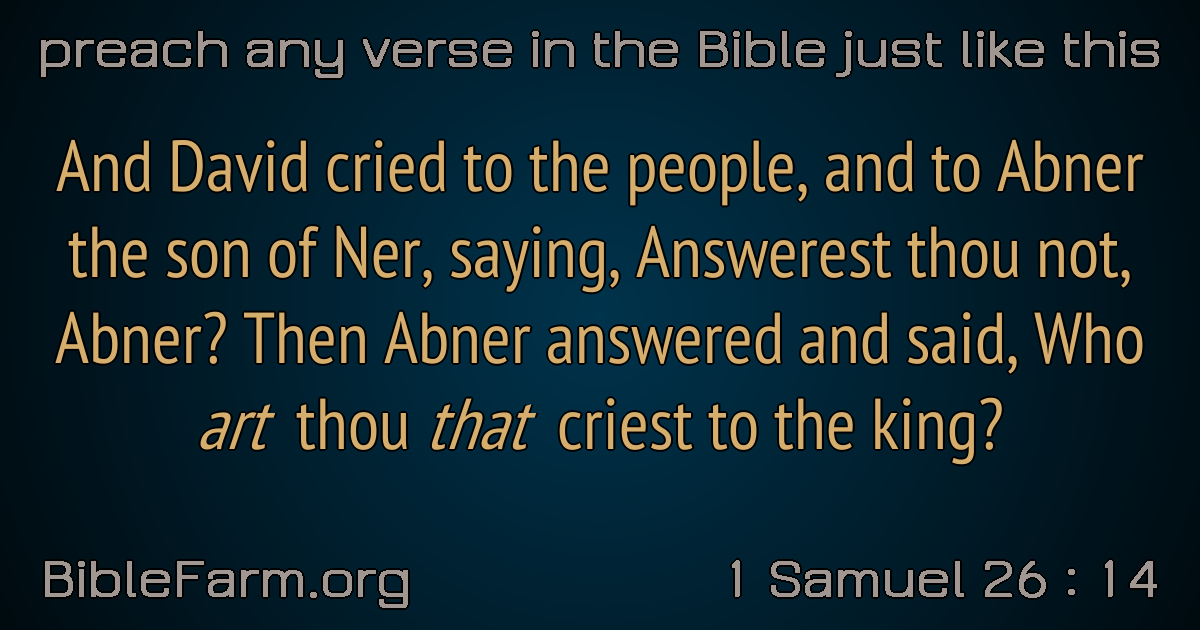 preach any verse in the Bible just like this
And David cried to the people, and to Abner
the son of Ner, saying, Answerest thou not,
Abner? Then Abner answered and said, Who
art thou that criest to the king?
BibleFarm.org
1 Samuel 26 : 14